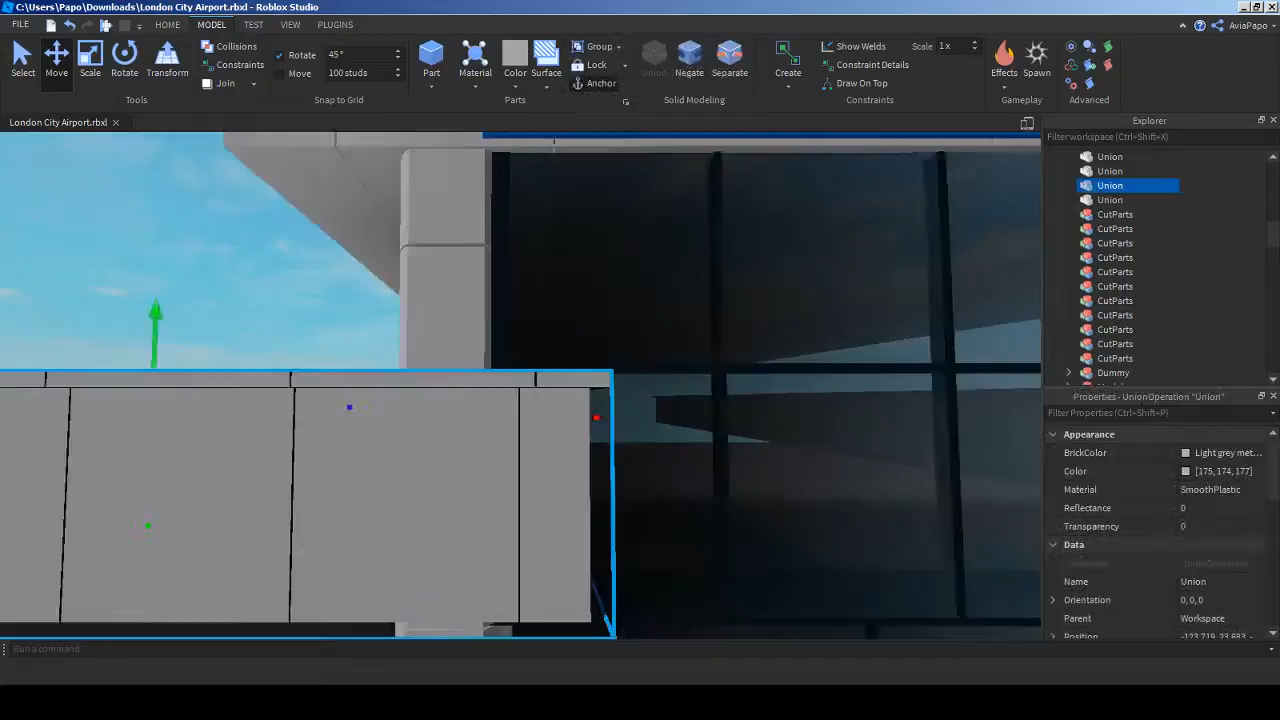 C:\Users\Papo\Downloads\London City Airport.rbxl - Roblox Studio
FILE HOME MODEL TEST VIEW PLUGINS AviaPapo
Select Move Scale Rotate Transform
Collisions
Constraints
Join
Tools
Rotate 45°
Move 100 studs
Snap to Grid
Part Material Color Surface
Group
Lock
Anchor
Parts
Union Negate Separate
Solid Modeling
Create
Show Welds Scale 1x
Constraint Details
Draw On Top
Constraints
Effects Spawn
Gameplay
Advanced
London City Airport.rbxl
Explorer
Filter workspace (Ctrl+Shift+X)
Union
Union
Union
Union
CutParts
CutParts
CutParts
CutParts
CutParts
CutParts
CutParts
CutParts
CutParts
CutParts
CutParts
Dummy
Properties - UnionOperation "Union"
Filter Properties (Ctrl+Shift+P)
Appearance
BrickColor Light grey met...
Color [175, 174, 177]
Material SmoothPlastic
Reflectance 0
Transparency 0
Data
Name Union
Orientation 0, 0, 0
Parent Workspace
Position -123.719, 23.683, -
Run a command